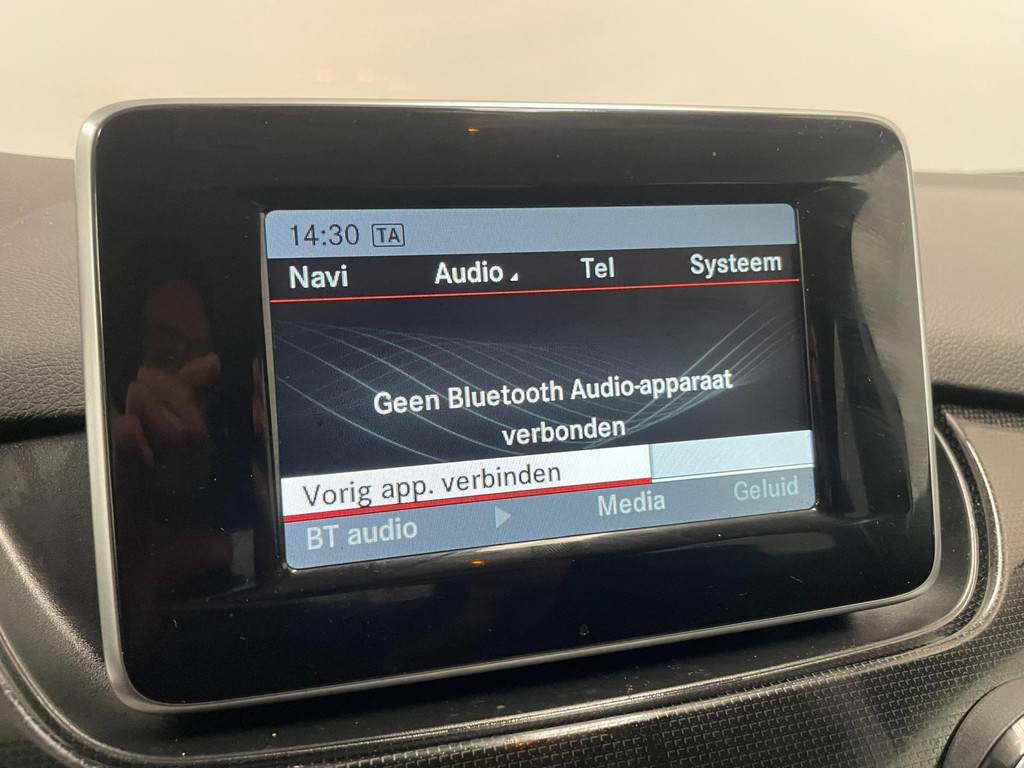 14:30 TA
Navi Audio Tel Systeem
Geen Bluetooth Audio-apparaat
verbonden
Vorig app. verbinden
BT audio Media Geluid